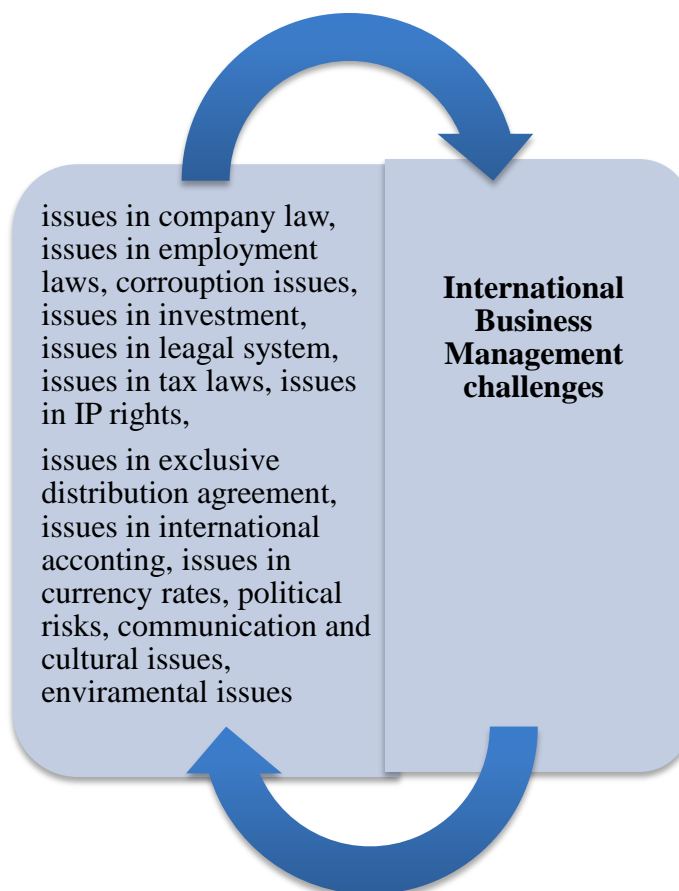 issues in company law,
issues in employment
laws, corrouption issues,
issues in investment,
issues in leagal system,
issues in tax laws, issues
in IP rights,
issues in exclusive
distribution agreement,
issues in international
acconting, issues in
currency rates, political
risks, communication and
cultural issues,
enviramental issues
International
Business
Management
challenges